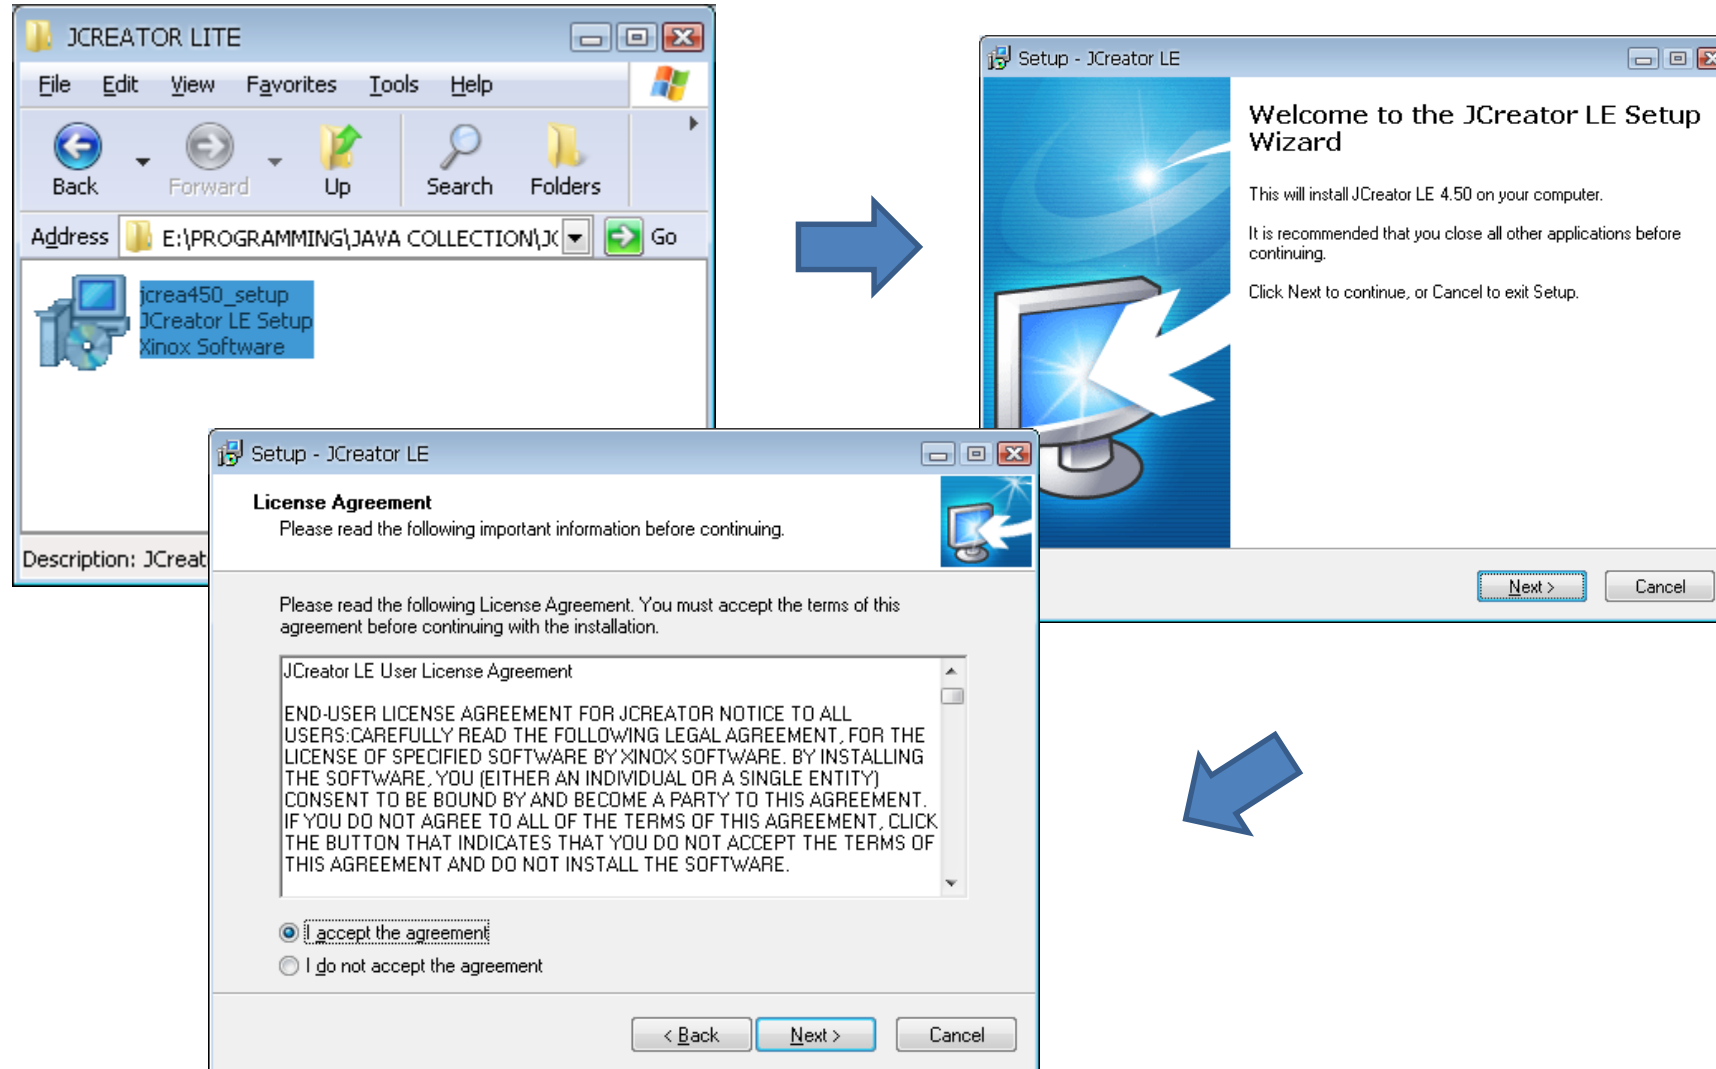 JCREATOR LITE
File Edit View Favorites Tools Help
Back Forward Up Search Folders
Address E:\PROGRAMMING\JAVA COLLECTION\JC Go
jcrea450_setup
JCreator LE Setup
Xinox Software
Description: JCreat
Setup - JCreator LE
Welcome to the JCreator LE Setup
Wizard
This will install JCreator LE 4.50 on your computer.
It is recommended that you close all other applications before
continuing.
Click Next to continue, or Cancel to exit Setup.
Next > Cancel
Setup - JCreator LE
License Agreement
Please read the following important information before continuing.
Please read the following License Agreement. You must accept the terms of this
agreement before continuing with the installation.
JCreator LE User License Agreement
END-USER LICENSE AGREEMENT FOR JCREATOR NOTICE TO ALL
USERS:CAREFULLY READ THE FOLLOWING LEGAL AGREEMENT, FOR THE
LICENSE OF SPECIFIED SOFTWARE BY XINOX SOFTWARE. BY INSTALLING
THE SOFTWARE, YOU (EITHER AN INDIVIDUAL OR A SINGLE ENTITY)
CONSENT TO BE BOUND BY AND BECOME A PARTY TO THIS AGREEMENT.
IF YOU DO NOT AGREE TO ALL OF THE TERMS OF THIS AGREEMENT, CLICK
THE BUTTON THAT INDICATES THAT YOU DO NOT ACCEPT THE TERMS OF
THIS AGREEMENT AND DO NOT INSTALL THE SOFTWARE.
I accept the agreement
I do not accept the agreement
< Back Next > Cancel